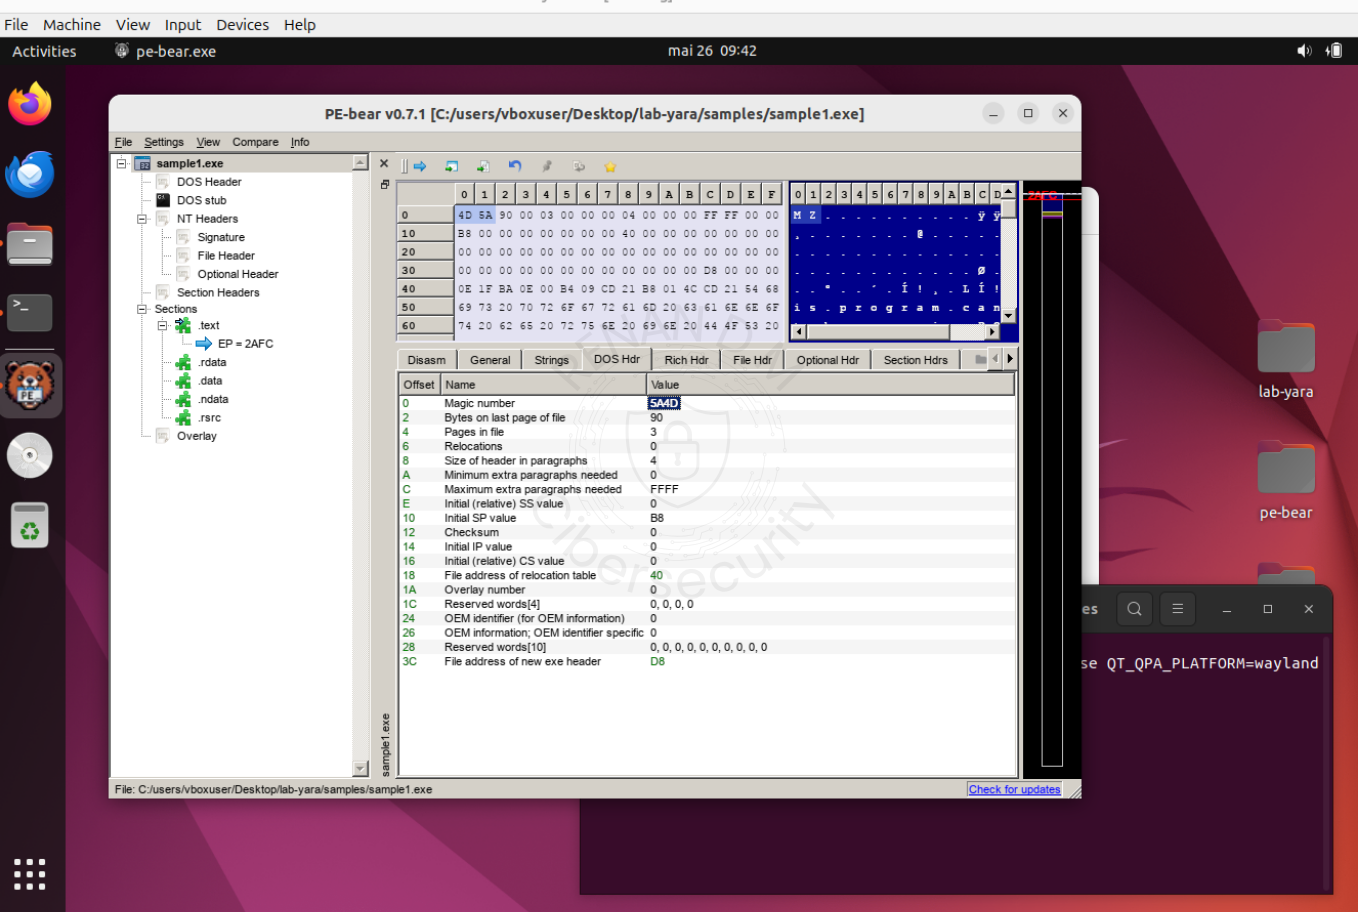 File Machine View Input Devices Help
Activities pe-bear.exe mai 26 09:42
PE-bear v0.7.1 [C:/users/vboxuser/Desktop/lab-yara/samples/sample1.exe]
File Settings View Compare Info
sample1.exe
DOS Header
DOS stub
NT Headers
Signature
File Header
Optional Header
Section Headers
Sections
.text
EP = 2AFC
.rdata
.data
.ndata
.rsrc
Overlay
0 1 2 3 4 5 6 7 8 9 A B C D E F
0 4D 5A 90 00 03 00 00 00 04 00 00 00 FF FF 00 00
10 B8 00 00 00 00 00 00 00 40 00 00 00 00 00 00 00
20 00 00 00 00 00 00 00 00 00 00 00 00 00 00 00 00
30 00 00 00 00 00 00 00 00 00 00 00 00 D8 00 00 00
40 0E 1F BA 0E 00 B4 09 CD 21 B8 01 4C CD 21 54 68
50 69 73 20 70 72 6F 67 72 61 6D 20 63 61 6E 6E 6F
60 74 20 62 65 20 72 75 6E 20 69 6E 20 44 4F 53 20
0 1 2 3 4 5 6 7 8 9 A B C D
M Z . . . . . . . . . . ÿ ÿ
¸ . . . . . . . @ . . . . .
. . . . . . . . . . . . . .
. . . . . . . . . . . . Ø .
. . º . . ´ . Í ! ¸ . L Í !
i s . p r o g r a m . c a n
2AFC
Disasm General Strings DOS Hdr Rich Hdr File Hdr Optional Hdr Section Hdrs
Offset Name Value
0 Magic number 5A4D
2 Bytes on last page of file 90
4 Pages in file 3
6 Relocations 0
8 Size of header in paragraphs 4
A Minimum extra paragraphs needed 0
C Maximum extra paragraphs needed FFFF
E Initial (relative) SS value 0
10 Initial SP value B8
12 Checksum 0
14 Initial IP value 0
16 Initial (relative) CS value 0
18 File address of relocation table 40
1A Overlay number 0
1C Reserved words[4] 0, 0, 0, 0
24 OEM identifier (for OEM information) 0
26 OEM information; OEM identifier specific 0
28 Reserved words[10] 0, 0, 0, 0, 0, 0, 0, 0, 0, 0
3C File address of new exe header D8
sample1.exe
Cibersecurity
File: C:/users/vboxuser/Desktop/lab-yara/samples/sample1.exe Check for updates
lab-yara
pe-bear
es
se QT_QPA_PLATFORM=wayland